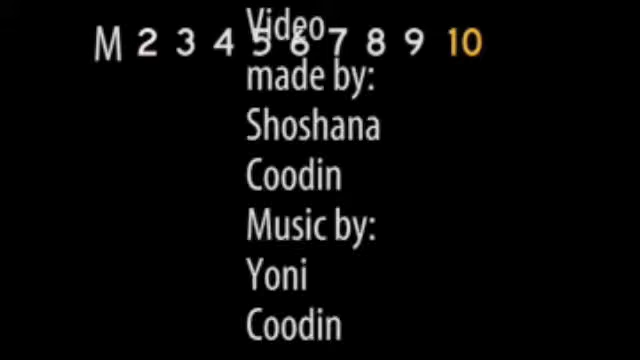 Video
M 2 3 4 5 6 7 8 9 10
made by:
Shoshana
Coodin
Music by:
Yoni
Coodin